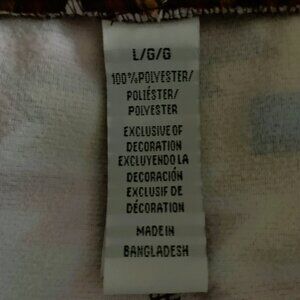 L/G/G
100%POLYESTER/
POLIÉSTER/
POLYESTER
EXCLUSIVE OF
DECORATION
EXCLUYENDO LA
DECORACIÓN
EXCLUSIF DE
DÉCORATION
MADE IN
BANGLADESH